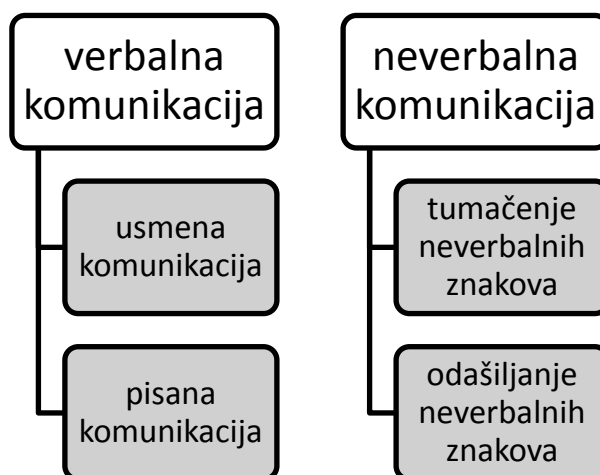 verbalna
komunikacija
usmena
komunikacija
pisana
komunikacija
neverbalna
komunikacija
tumačenje
neverbalnih
znakova
odašiljanje
neverbalnih
znakova